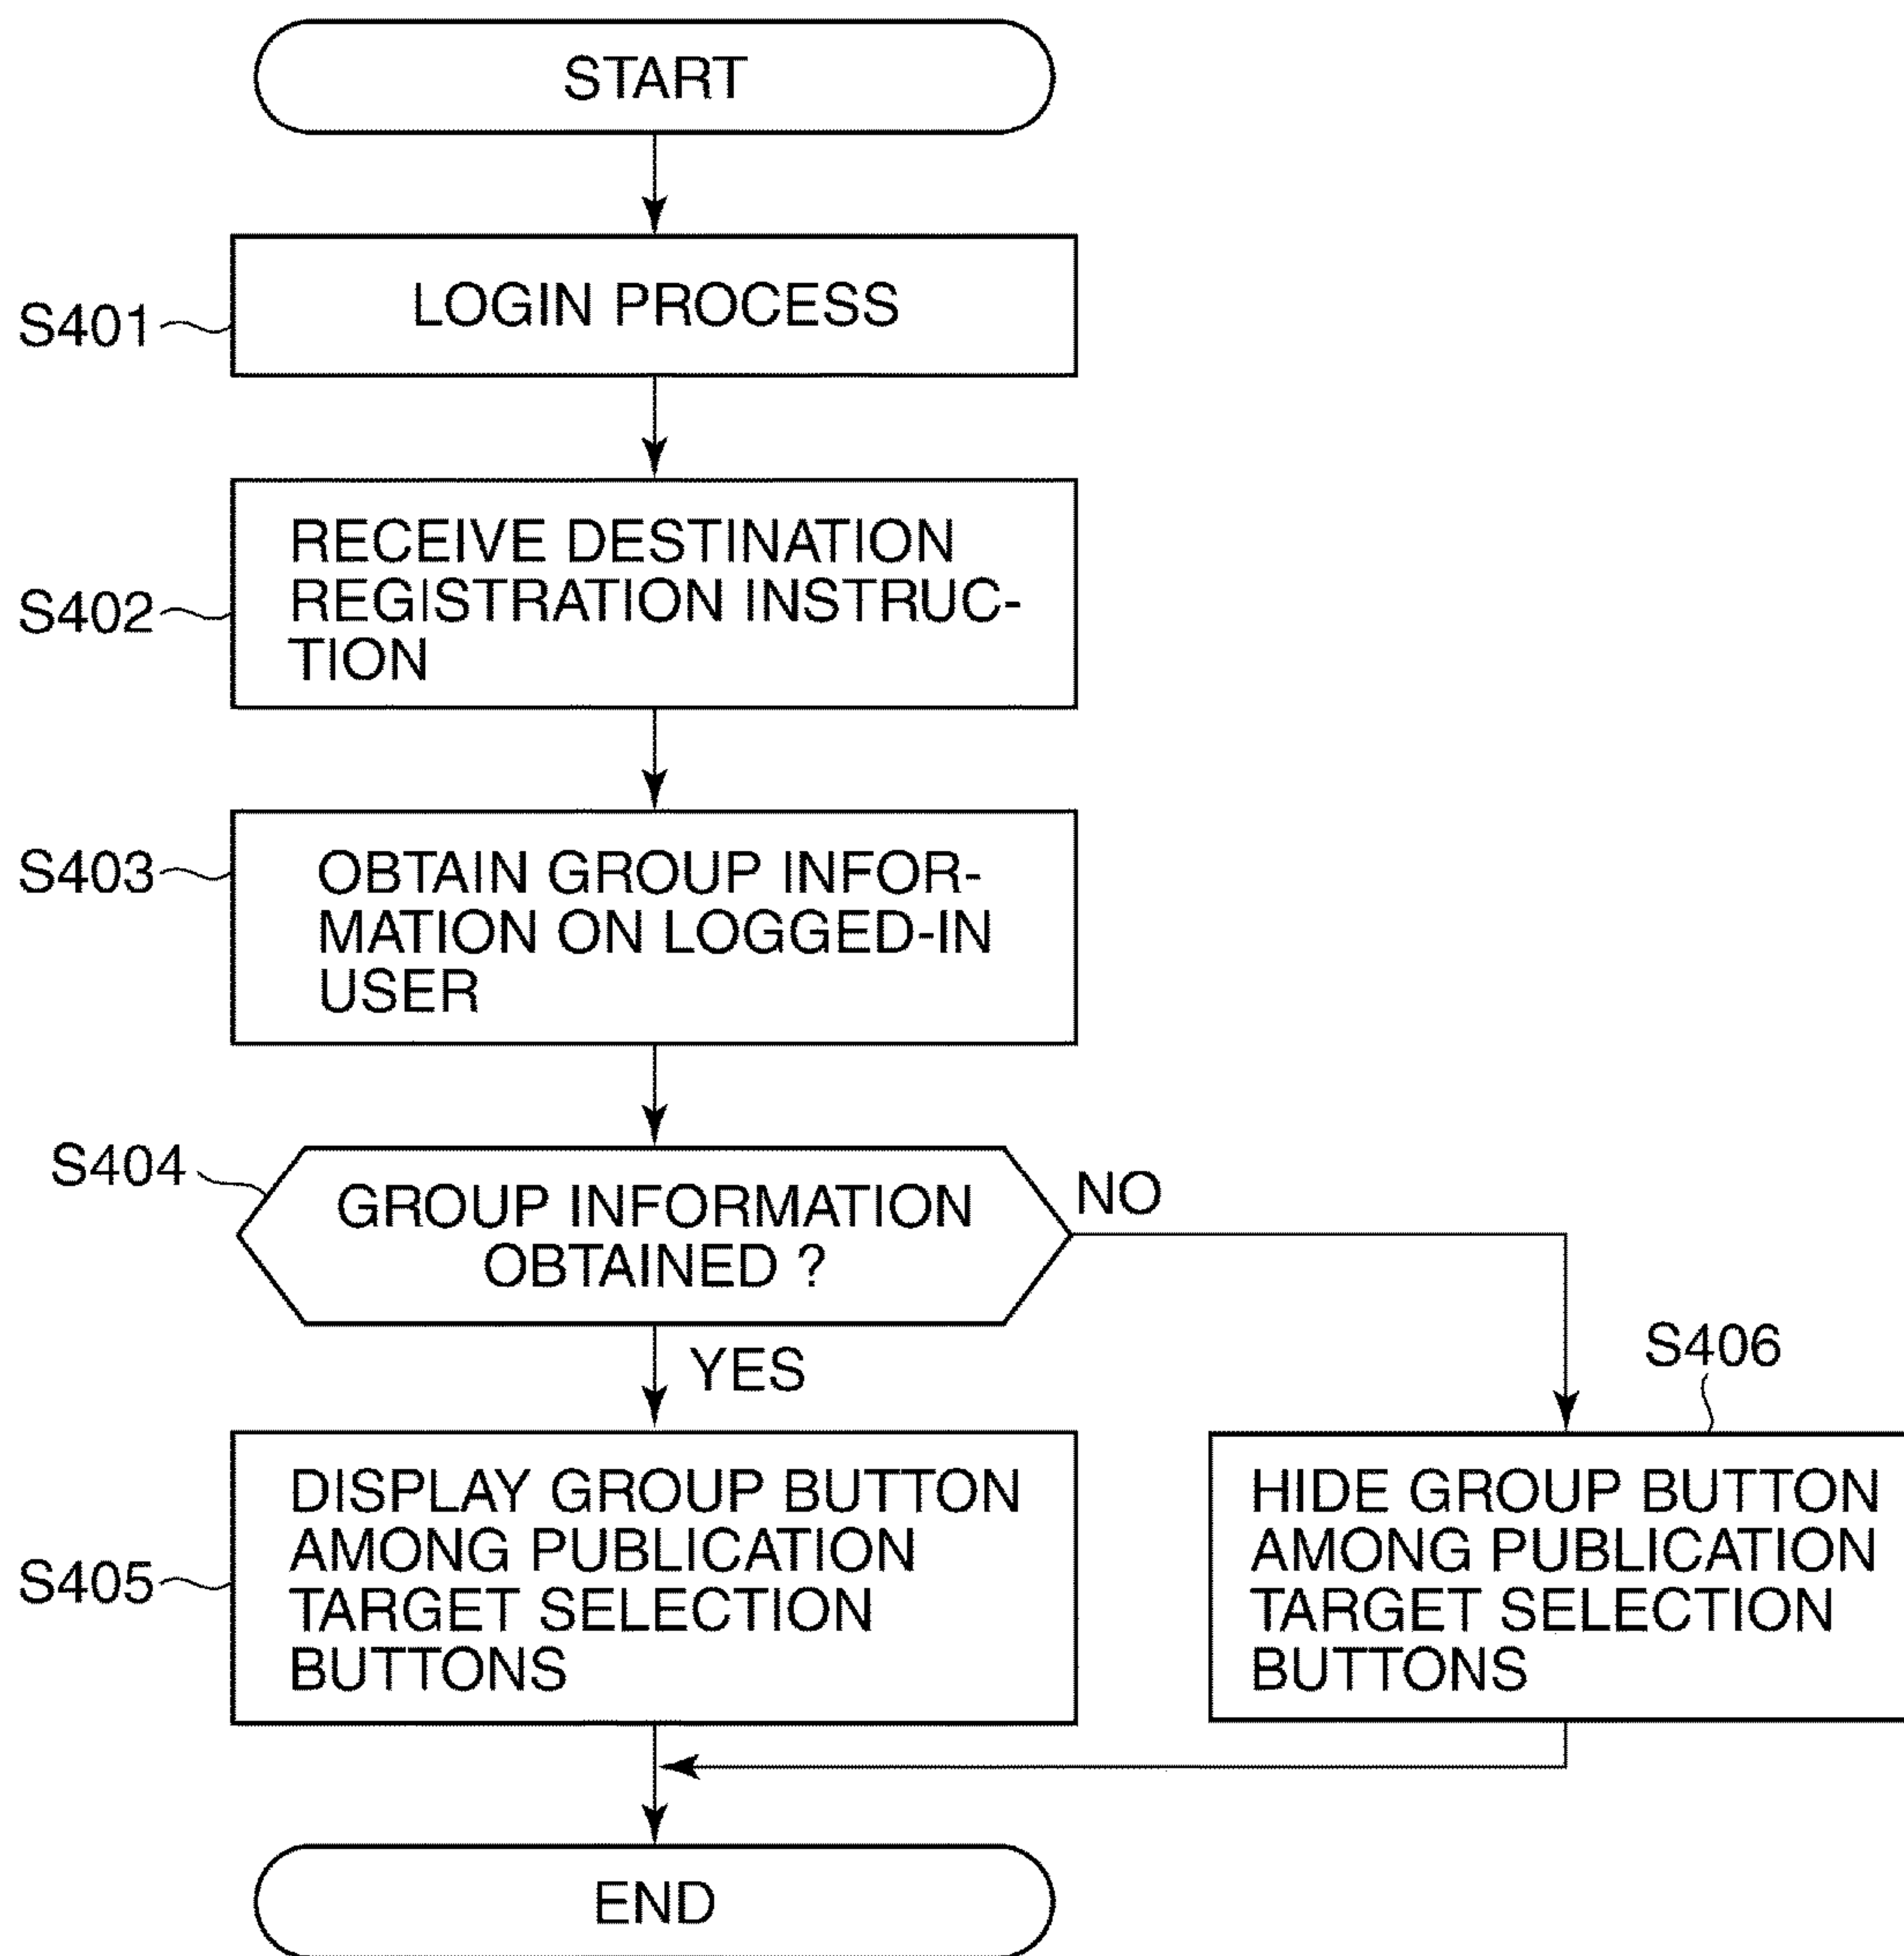 START
S401
LOGIN PROCESS
S402
RECEIVE DESTINATION
REGISTRATION INSTRUC-
TION
S403
OBTAIN GROUP INFOR-
MATION ON LOGGED-IN
USER
S404
GROUP INFORMATION
OBTAINED ?
NO
YES
S405
DISPLAY GROUP BUTTON
AMONG PUBLICATION
TARGET SELECTION
BUTTONS
S406
HIDE GROUP BUTTON
AMONG PUBLICATION
TARGET SELECTION
BUTTONS
END